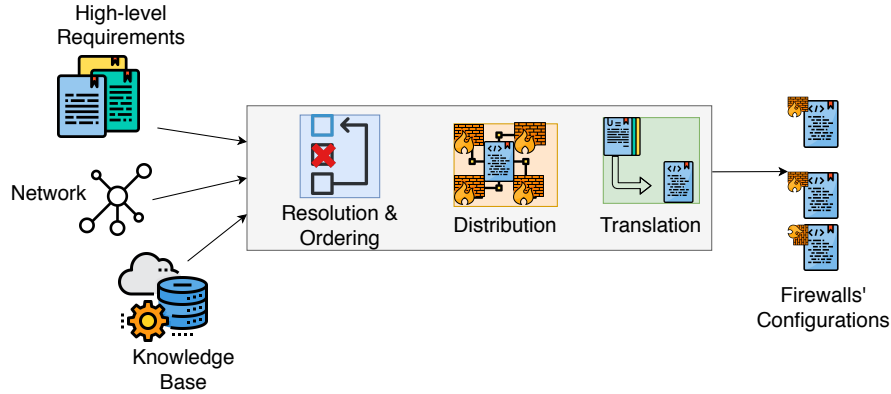 High-level
Requirements
Network
Knowledge
Base
Resolution &
Ordering
Distribution
Translation
Firewalls'
Configurations